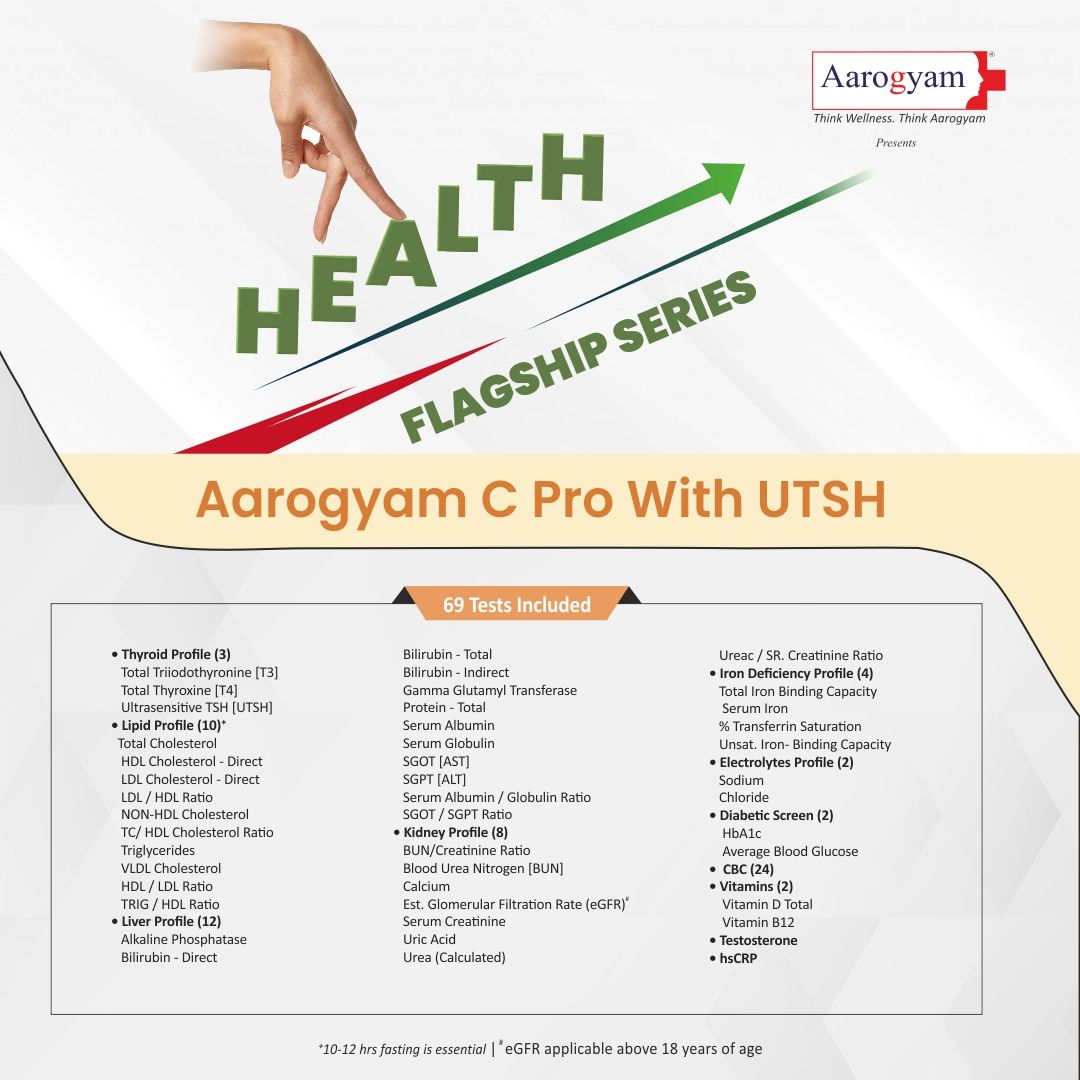 Aarogyam®
Think Wellness. Think Aarogyam
Presents
HEALTH
FLAGSHIP SERIES
Aarogyam C Pro With UTSH
69 Tests Included
• Thyroid Profile (3)
Total Triiodothyronine [T3]
Total Thyroxine [T4]
Ultrasensitive TSH [UTSH]
• Lipid Profile (10)+
Total Cholesterol
HDL Cholesterol - Direct
LDL Cholesterol - Direct
LDL / HDL Ratio
NON-HDL Cholesterol
TC/ HDL Cholesterol Ratio
Triglycerides
VLDL Cholesterol
HDL / LDL Ratio
TRIG / HDL Ratio
• Liver Profile (12)
Alkaline Phosphatase
Bilirubin - Direct
Bilirubin - Total
Bilirubin - Indirect
Gamma Glutamyl Transferase
Protein - Total
Serum Albumin
Serum Globulin
SGOT [AST]
SGPT [ALT]
Serum Albumin / Globulin Ratio
SGOT / SGPT Ratio
• Kidney Profile (8)
BUN/Creatinine Ratio
Blood Urea Nitrogen [BUN]
Calcium
Est. Glomerular Filtration Rate (eGFR)#
Serum Creatinine
Uric Acid
Urea (Calculated)
Ureac / SR. Creatinine Ratio
• Iron Deficiency Profile (4)
Total Iron Binding Capacity
Serum Iron
% Transferrin Saturation
Unsat. Iron- Binding Capacity
• Electrolytes Profile (2)
Sodium
Chloride
• Diabetic Screen (2)
HbA1c
Average Blood Glucose
• CBC (24)
• Vitamins (2)
Vitamin D Total
Vitamin B12
• Testosterone
• hsCRP
+10-12 hrs fasting is essential | #eGFR applicable above 18 years of age